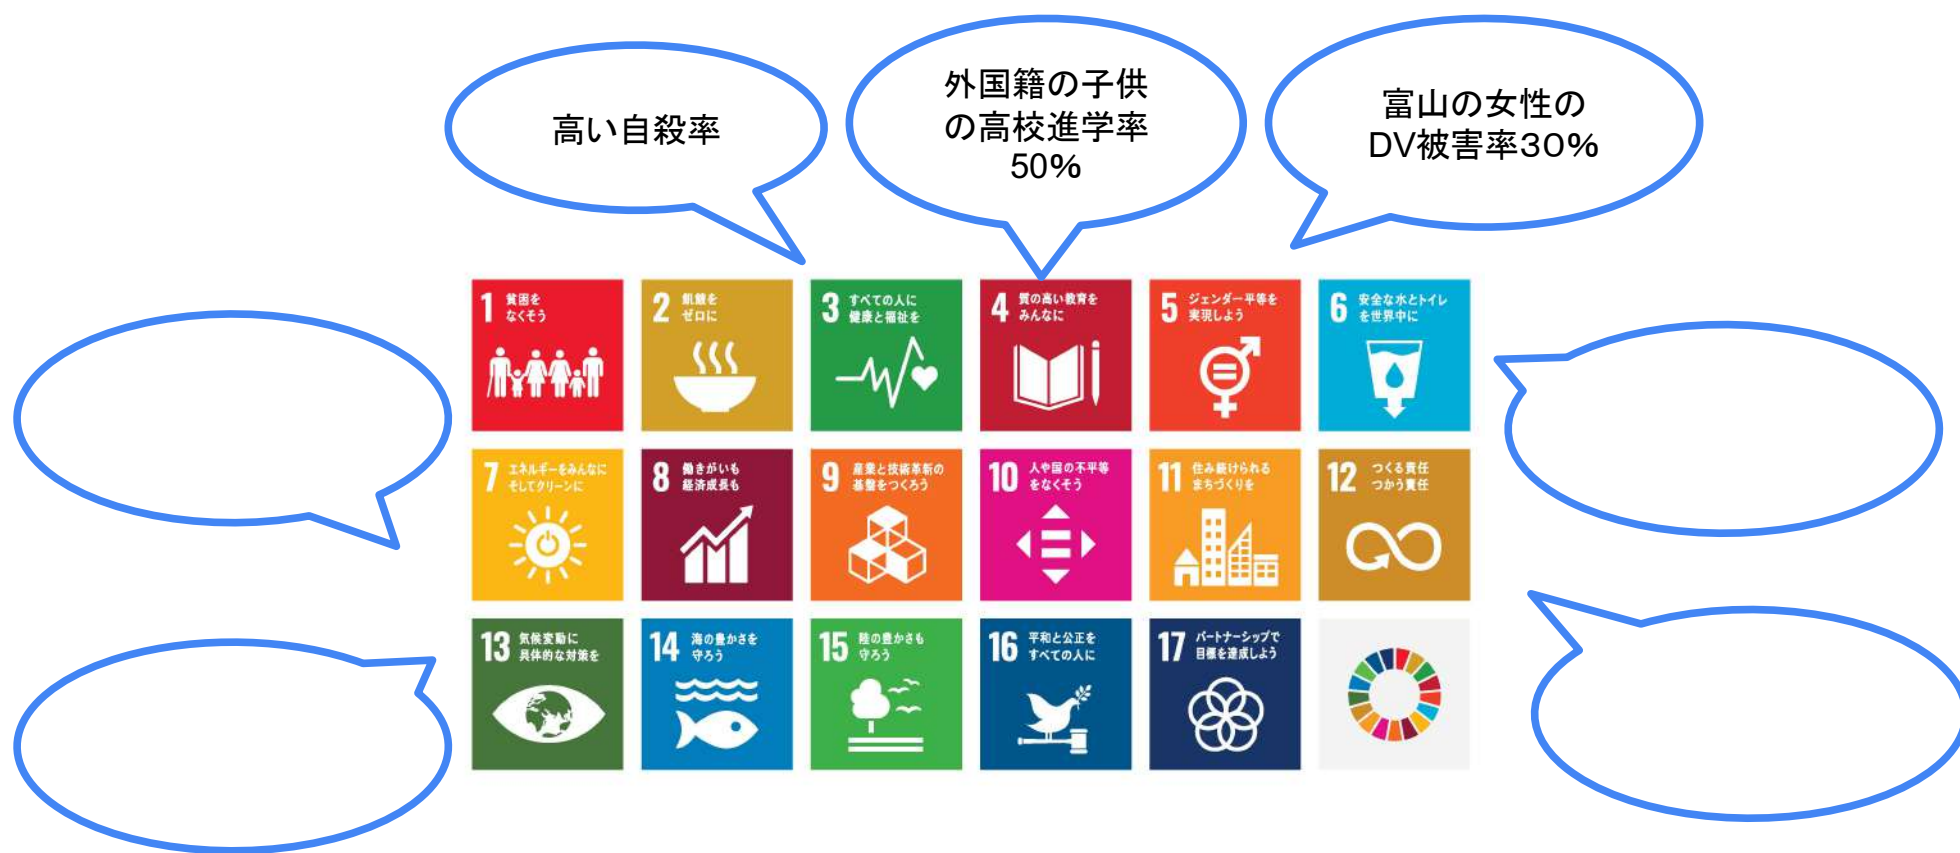 高い自殺率
外国籍の子供
の高校進学率
50%
富山の女性の
DV被害率30%
1 貧困を
なくそう
2 飢餓を
ゼロに
3 すべての人に
健康と福祉を
4 質の高い教育を
みんなに
5 ジェンダー平等を
実現しよう
6 安全な水とトイレ
を世界中に
7 エネルギーをみんなに
そしてクリーンに
8 働きがいも
経済成長も
9 産業と技術革新の
基盤をつくろう
10 人や国の不平等
をなくそう
11 住み続けられる
まちづくりを
12 つくる責任
つかう責任
13 気候変動に
具体的な対策を
14 海の豊かさを
守ろう
15 陸の豊かさも
守ろう
16 平和と公正を
すべての人に
17 パートナーシップで
目標を達成しよう